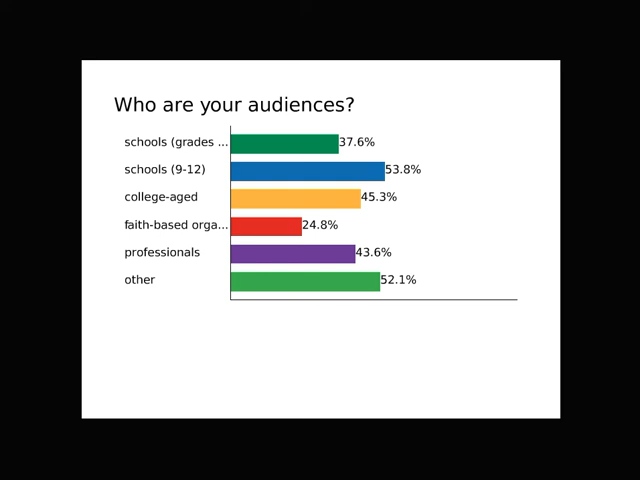 Who are your audiences?
schools (grades ... 37.6%
schools (9-12) 53.8%
college-aged 45.3%
faith-based orga... 24.8%
professionals 43.6%
other 52.1%